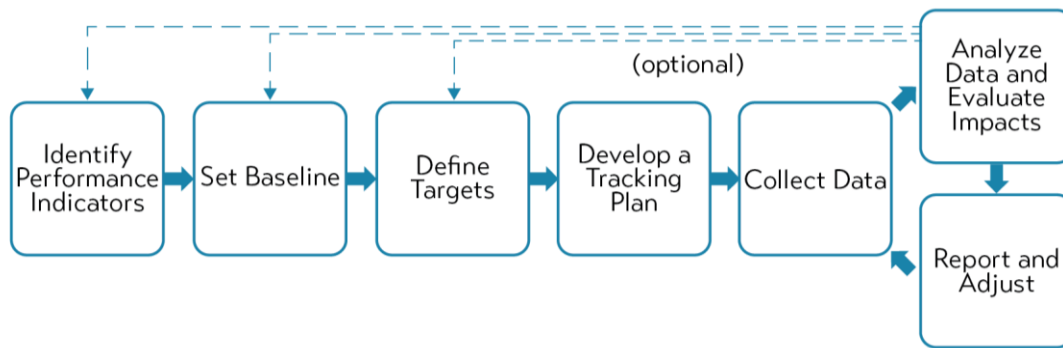 Identify
Performance
Indicators
Set Baseline
Define
Targets
(optional)
Develop a
Tracking
Plan
Collect Data
Analyze
Data and
Evaluate
Impacts
Report and
Adjust